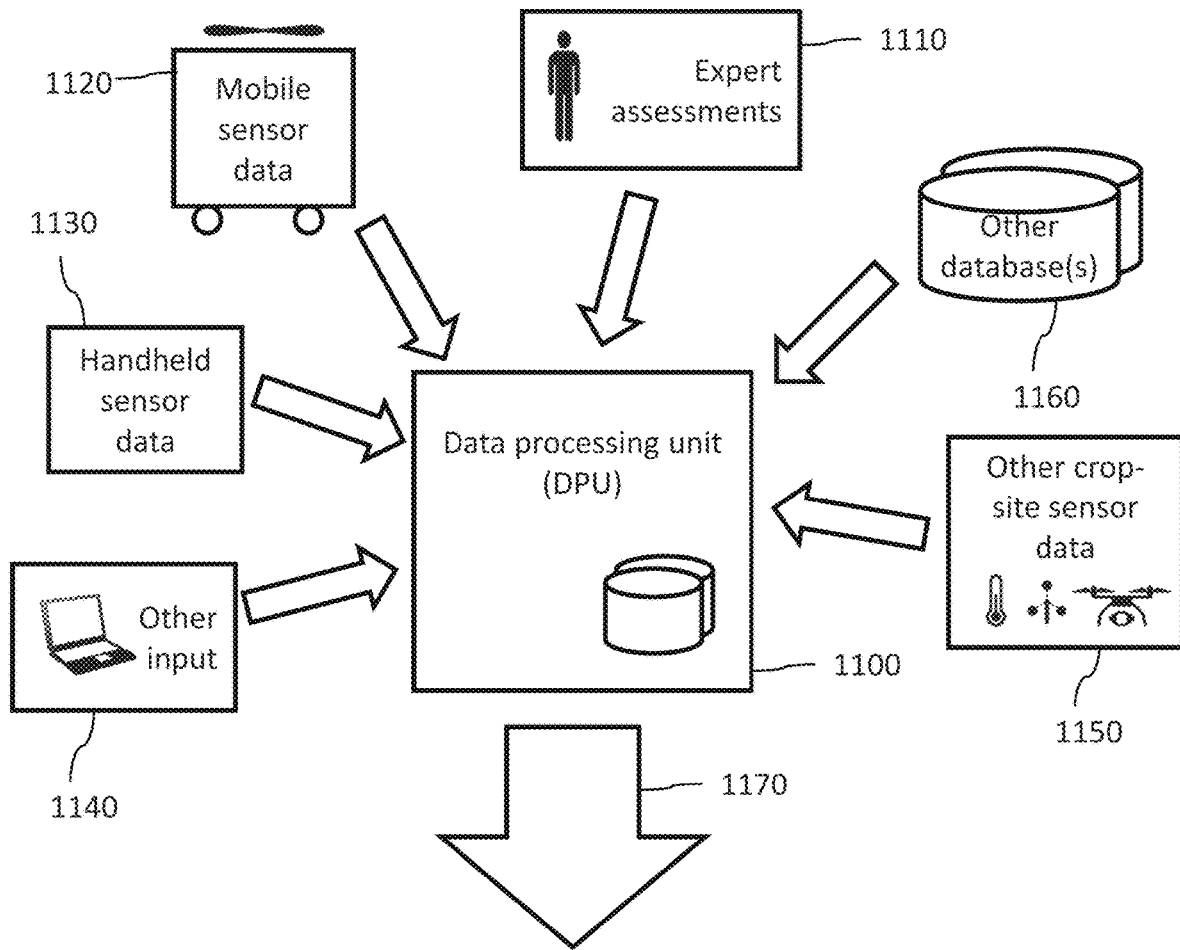 1120
Mobile
sensor
data
Expert
assessments
1110
1130
Handheld
sensor
data
Other
database(s)
1160
Data processing unit
(DPU)
1100
Other crop-
site sensor
data
1150
Other
input
1140
1170